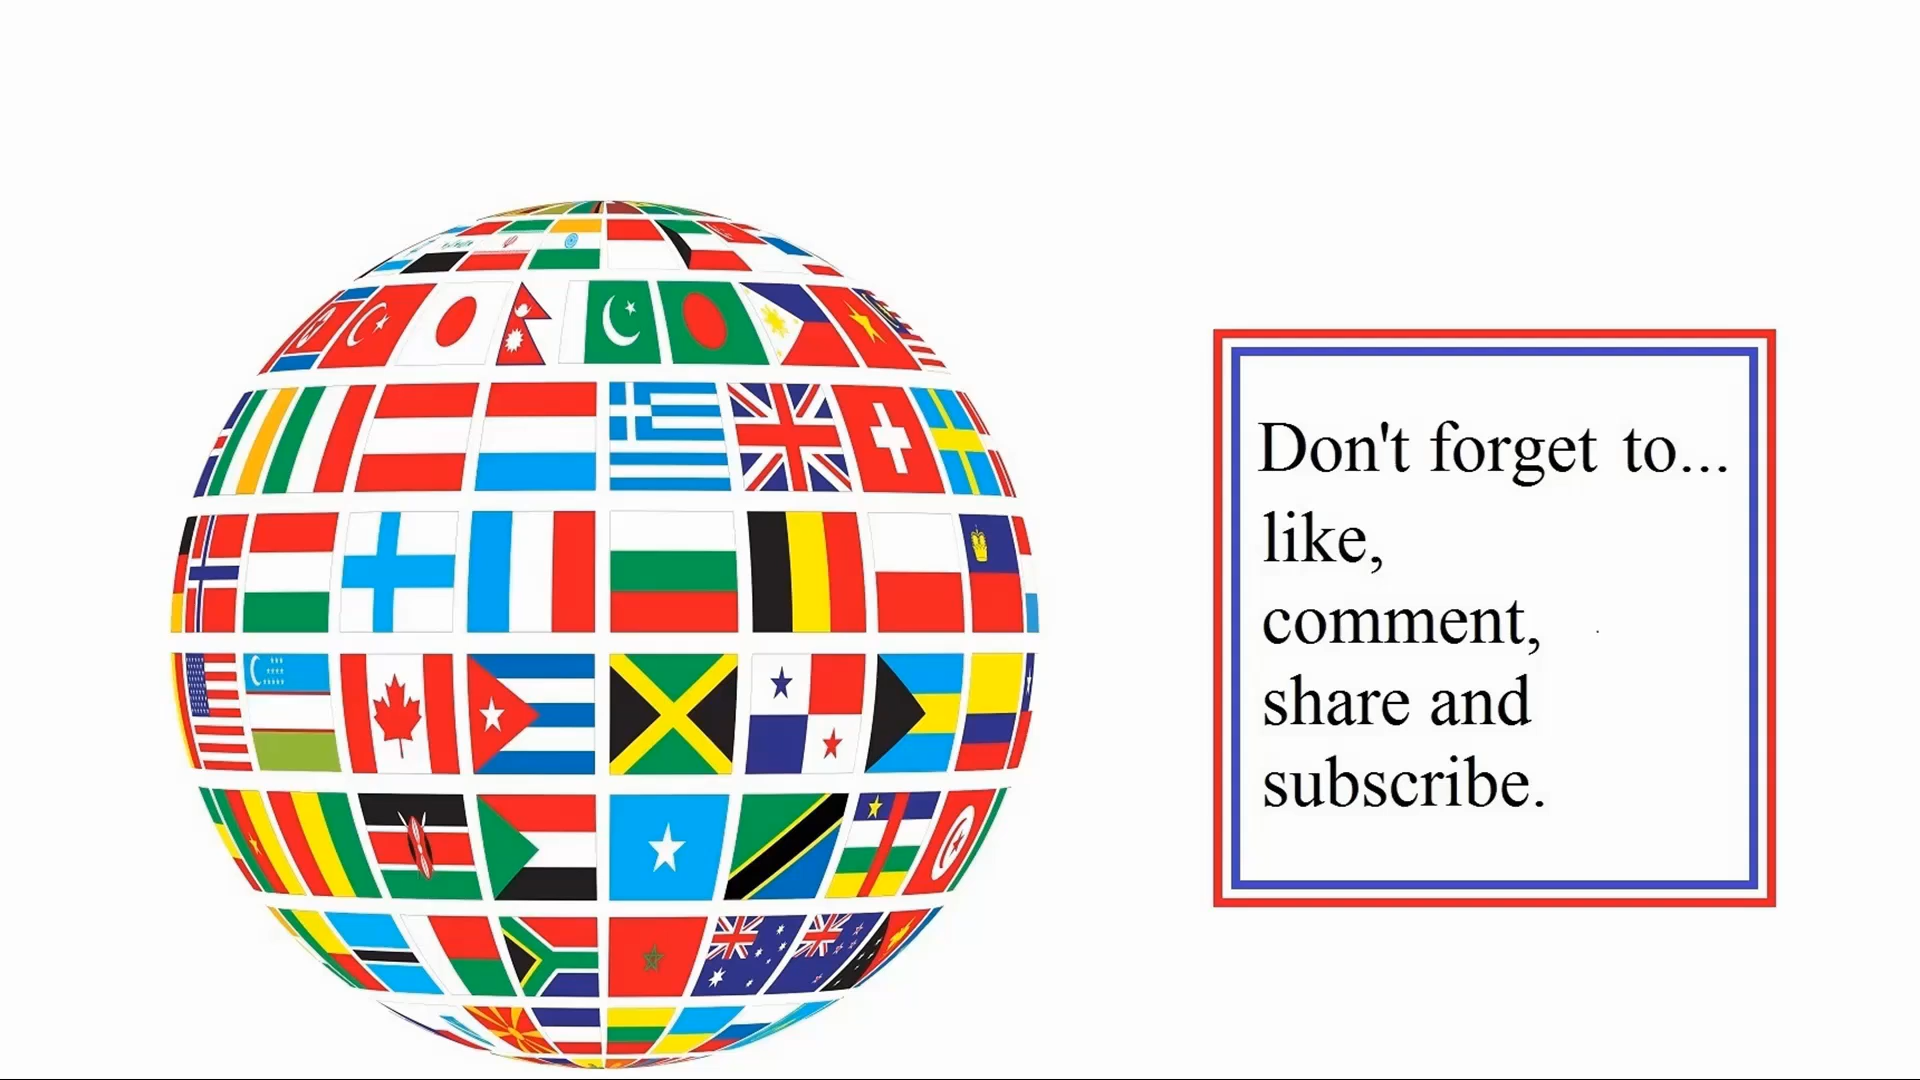 Don't forget to...
like,
comment,
share and
subscribe.